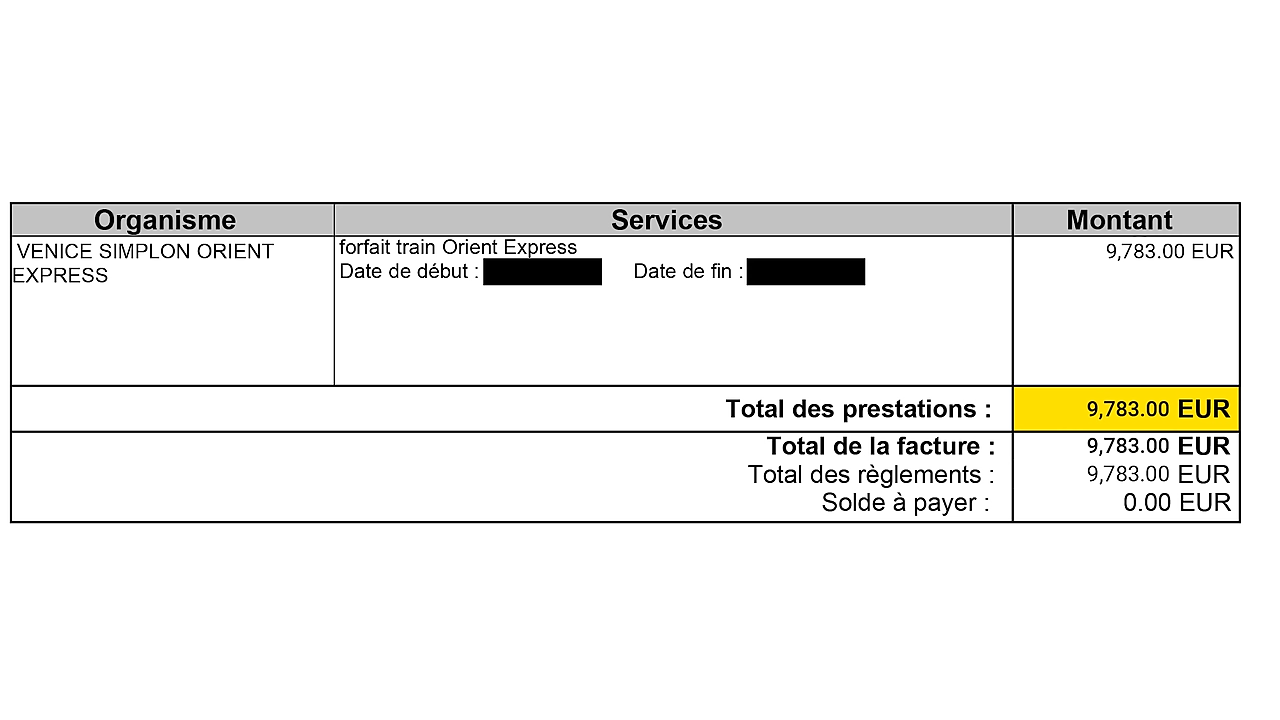 Organisme Services Montant
VENICE SIMPLON ORIENT EXPRESS
forfait train Orient Express
Date de début : Date de fin :
9,783.00 EUR
Total des prestations : 9,783.00 EUR
Total de la facture : 9,783.00 EUR
Total des règlements : 9,783.00 EUR
Solde à payer : 0.00 EUR